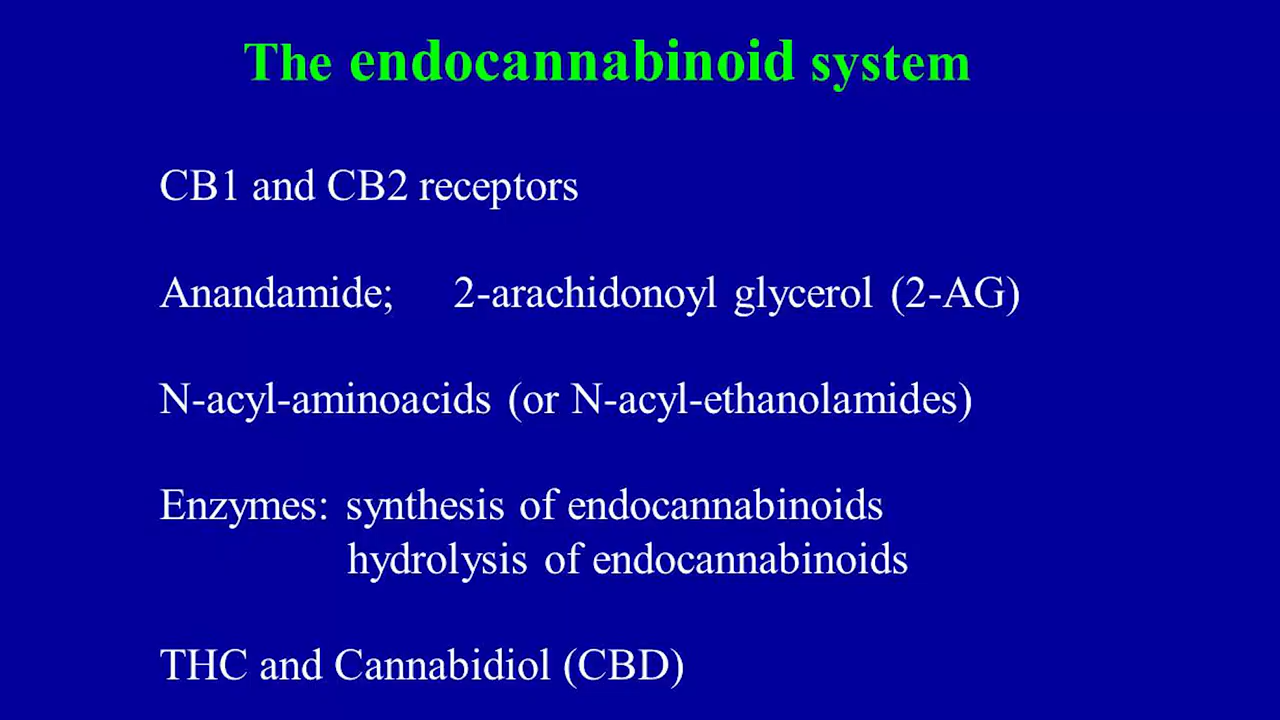 The endocannabinoid system
CB1 and CB2 receptors
Anandamide; 2-arachidonoyl glycerol (2-AG)
N-acyl-aminoacids (or N-acyl-ethanolamides)
Enzymes: synthesis of endocannabinoids
hydrolysis of endocannabinoids
THC and Cannabidiol (CBD)